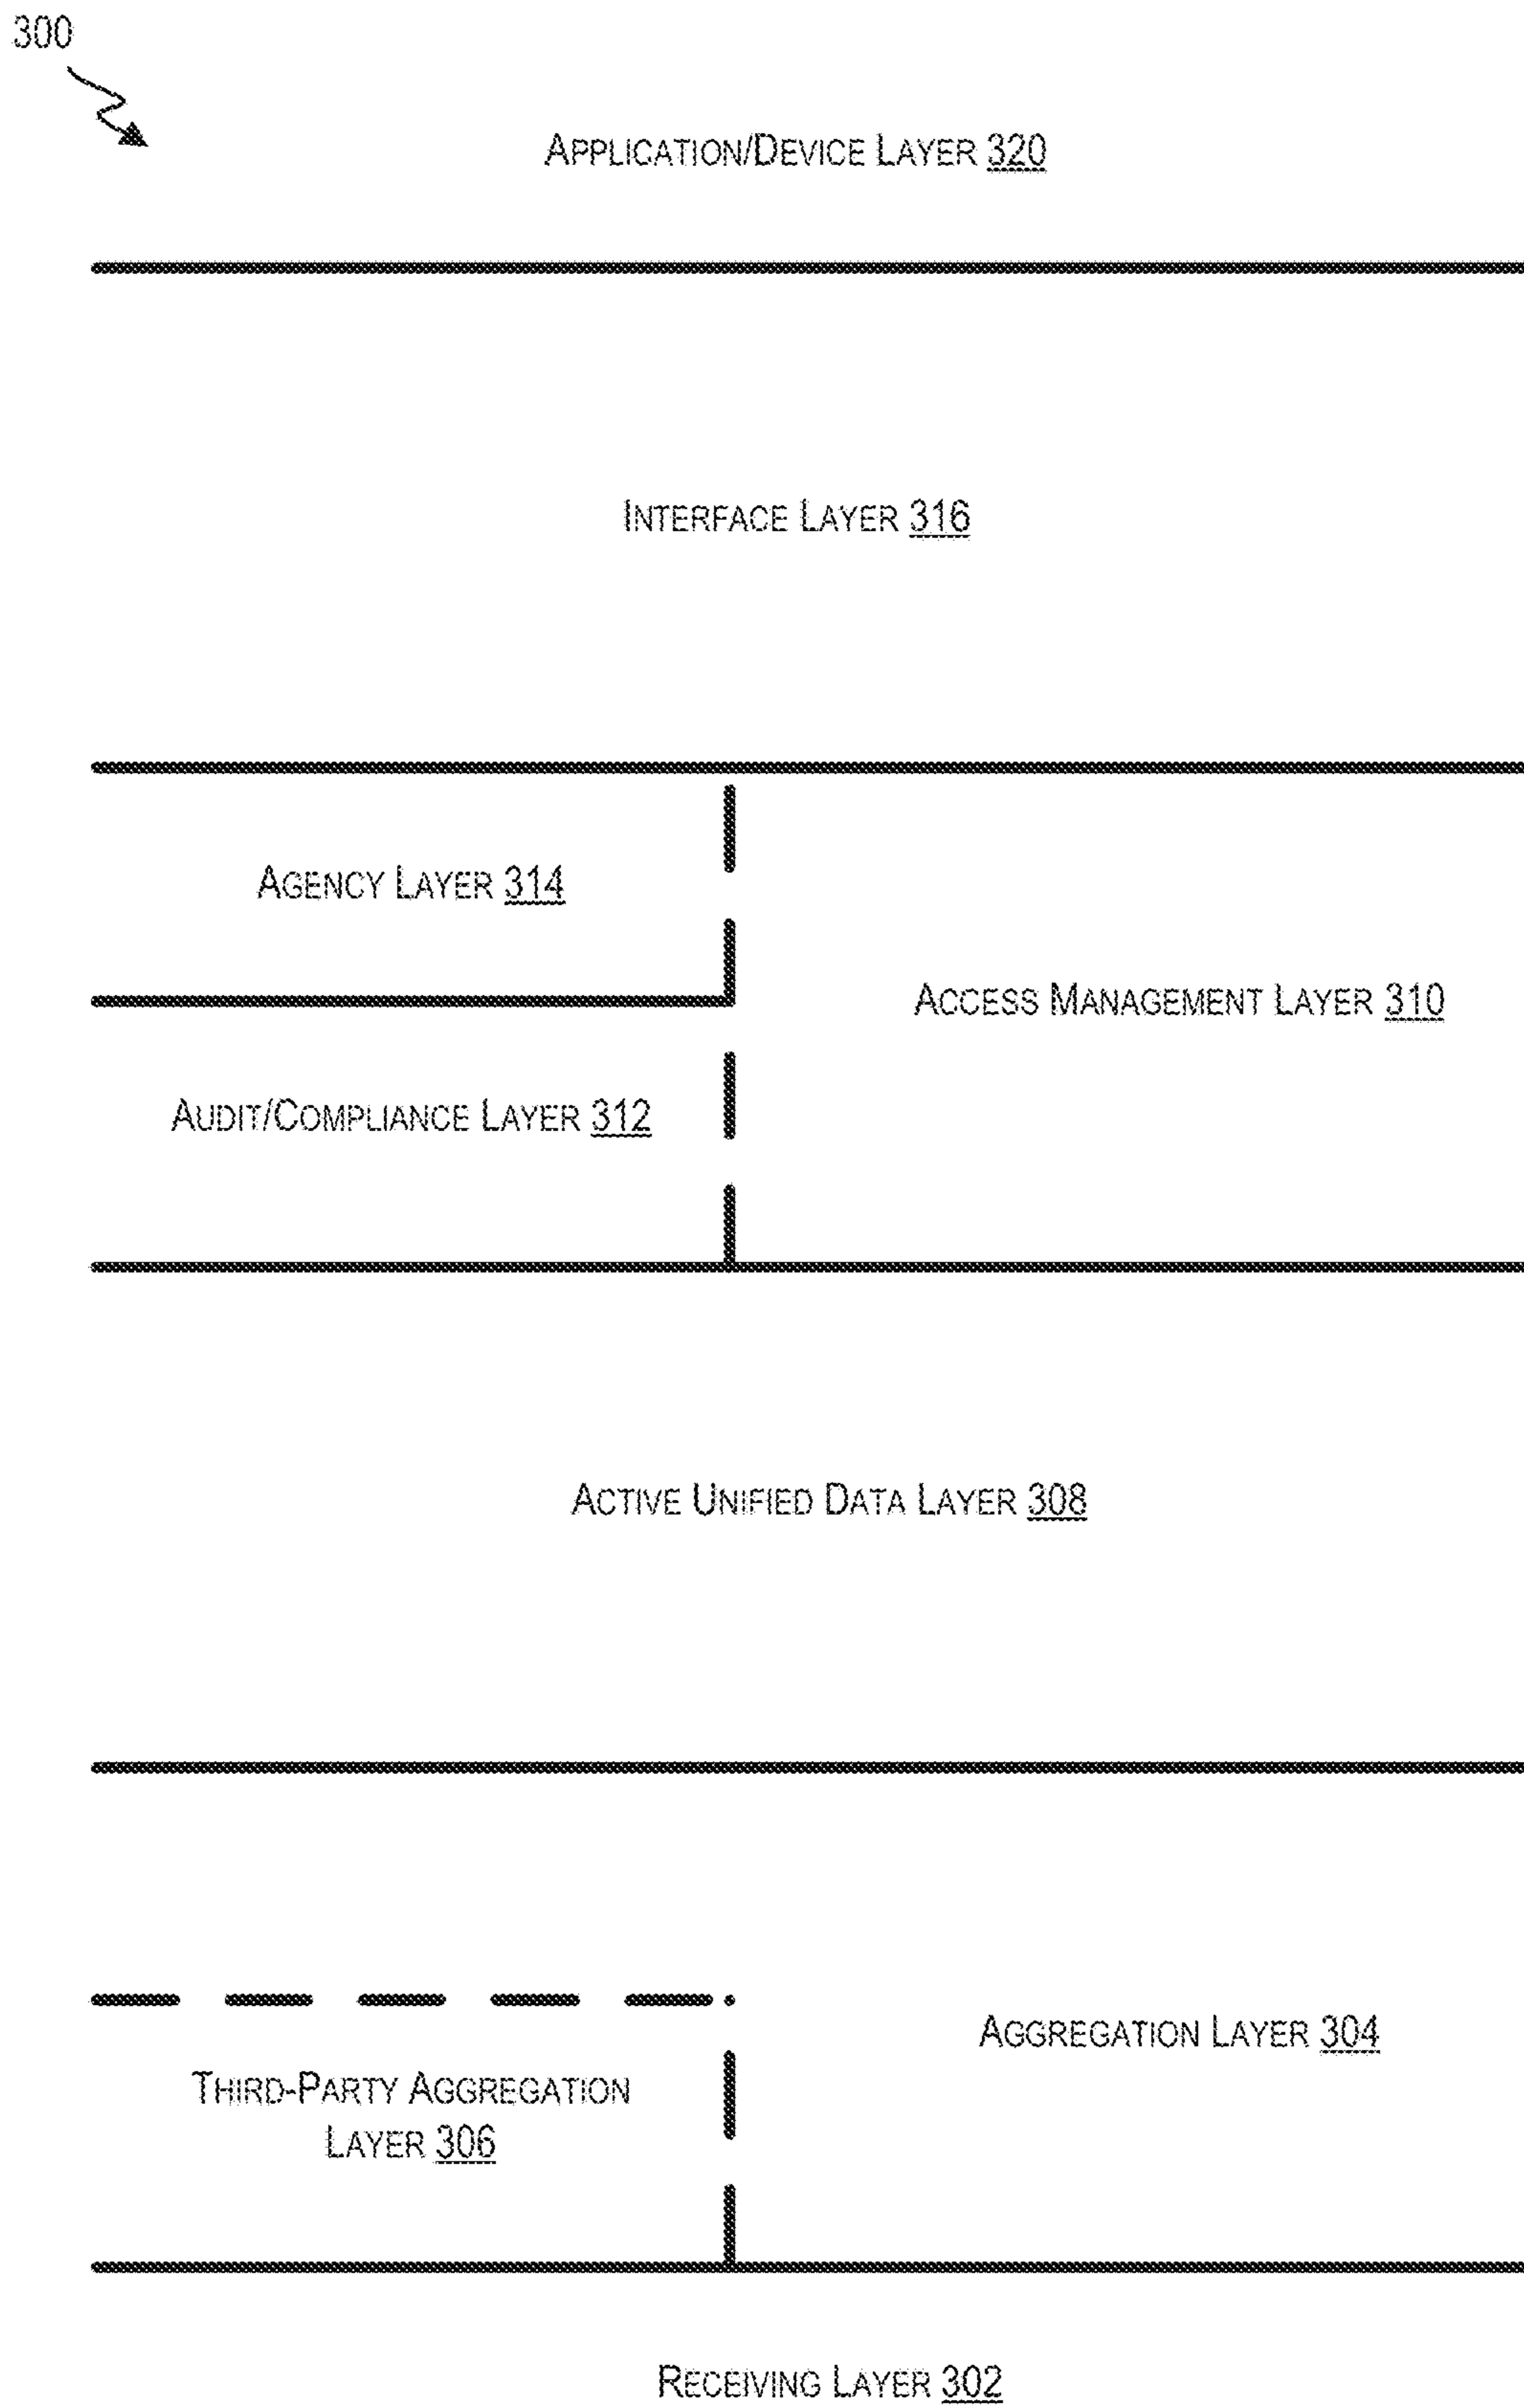 300
APPLICATION/DEVICE LAYER 320
INTERFACE LAYER 316
AGENCY LAYER 314
ACCESS MANAGEMENT LAYER 310
AUDIT/COMPLIANCE LAYER 312
ACTIVE UNIFIED DATA LAYER 308
AGGREGATION LAYER 304
THIRD-PARTY AGGREGATION
LAYER 306
RECEIVING LAYER 302